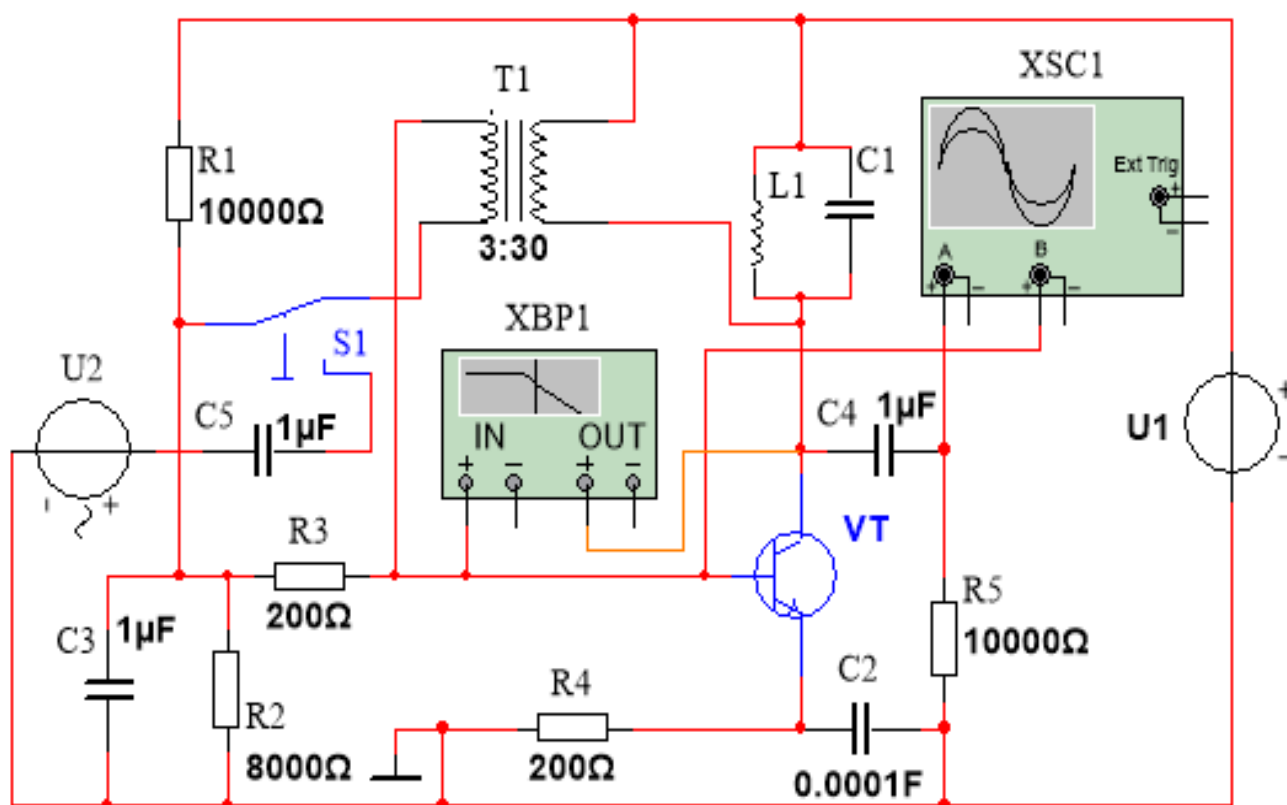 XSC1
T1
R1
10000Ω
L1
C1
Ext Trig
+
-
A
B
+ -
+ -
3:30
XBP1
S1
U2
C5
1µF
IN
OUT
+ -
+ -
C4
1µF
U1
+
-
- +
VT
R3
200Ω
C3
1µF
R2
8000Ω
R4
200Ω
C2
0.0001F
R5
10000Ω